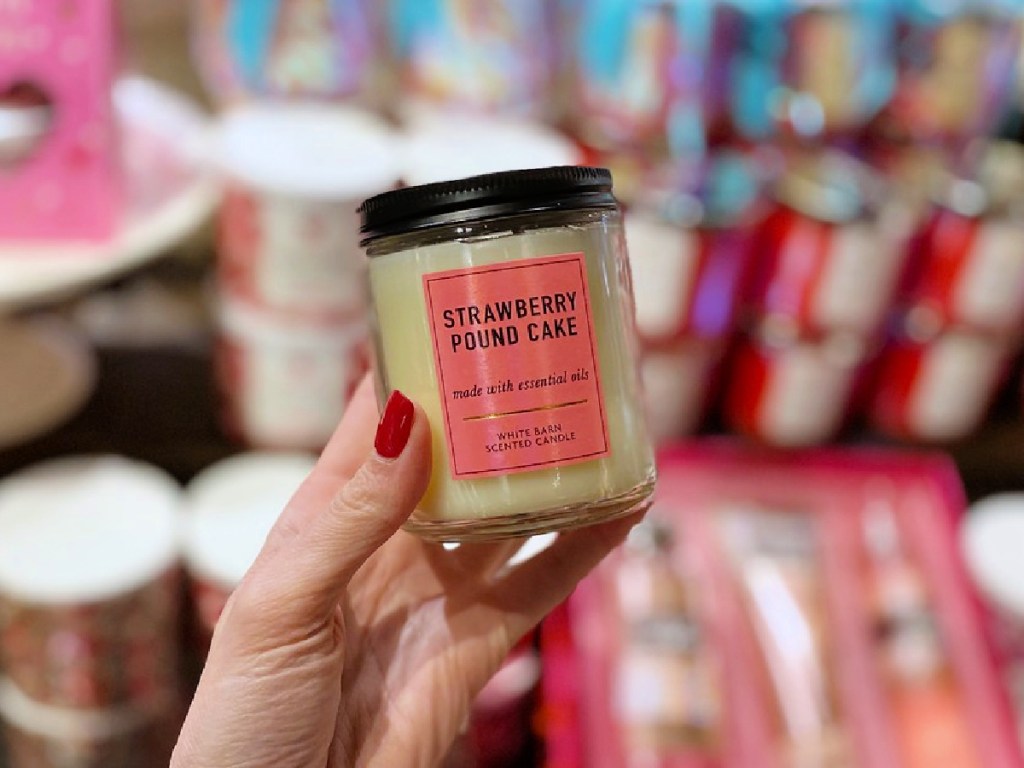 STRAWBERRY
POUND CAKE
made with essential oils
WHITE BARN
SCENTED CANDLE